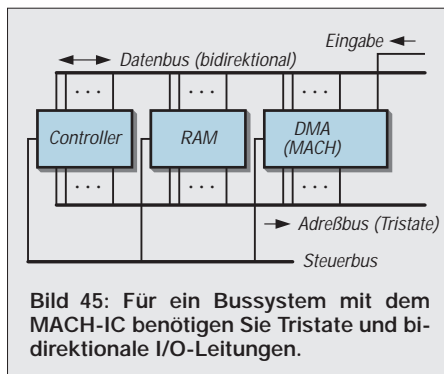 Eingabe
Datenbus (bidirektional)
. . . . . . . . .
Controller RAM DMA
(MACH)
. . . . . . . . .
Adreßbus (Tristate)
Steuerbus
Bild 45: Für ein Bussystem mit dem
MACH-IC benötigen Sie Tristate und bi-
direktionale I/O-Leitungen.